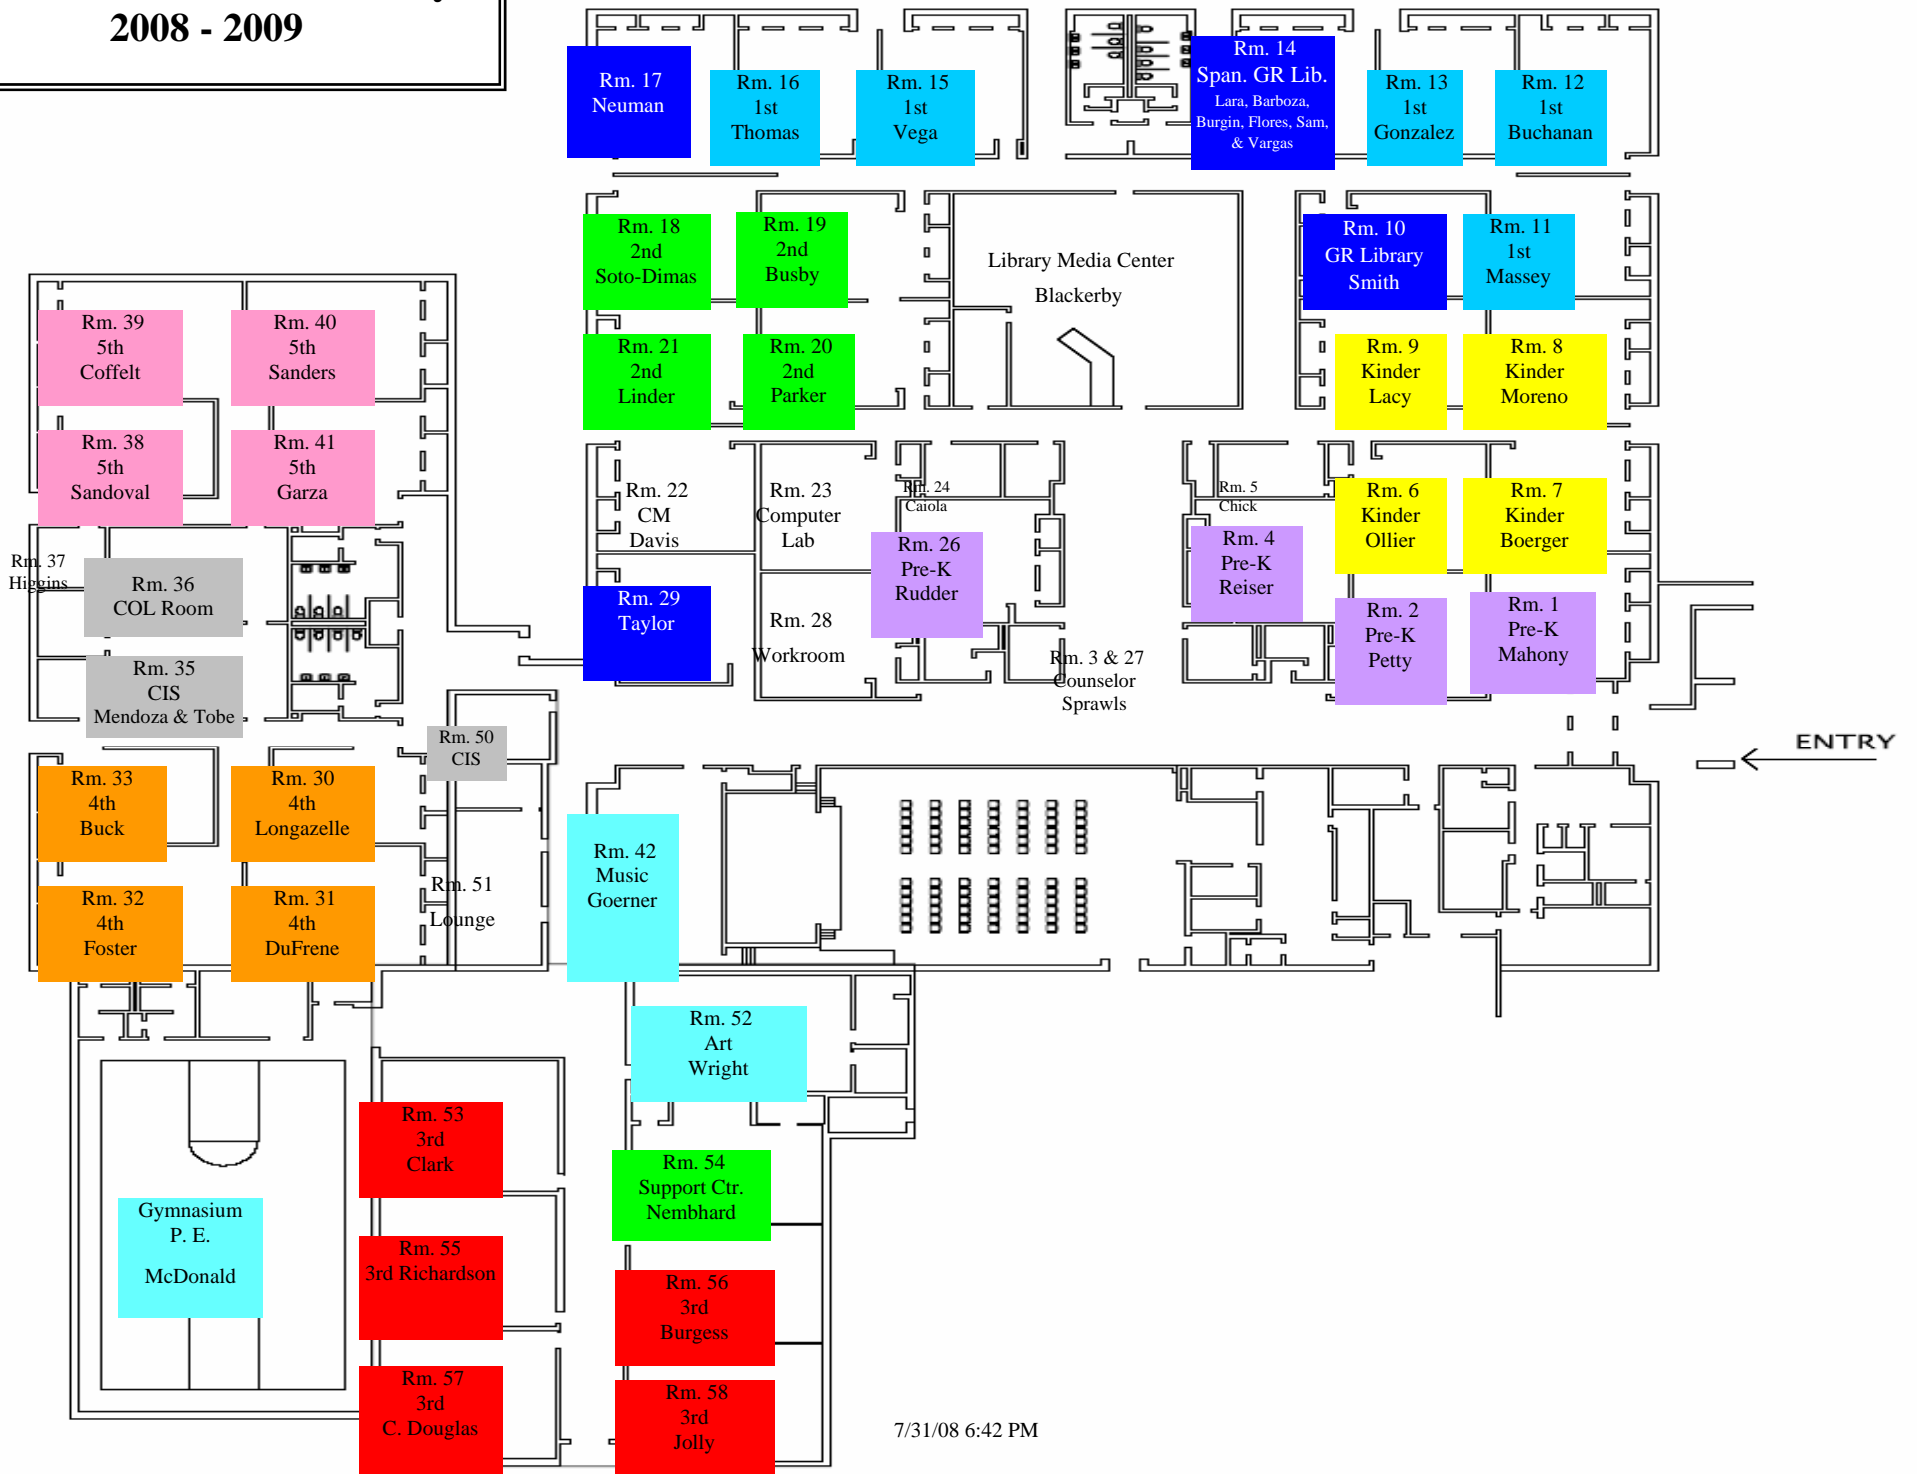 2008 - 2009
Rm. 17
Neuman
Rm. 16
1st
Thomas
Rm. 15
1st
Vega
Rm. 14
Span. GR Lib.
Lara, Barboza,
Burgin, Flores, Sam,
& Vargas
Rm. 13
1st
Gonzalez
Rm. 12
1st
Buchanan
Rm. 18
2nd
Soto-Dimas
Rm. 19
2nd
Busby
Library Media Center
Blackerby
Rm. 10
GR Library
Smith
Rm. 11
1st
Massey
Rm. 39
5th
Coffelt
Rm. 40
5th
Sanders
Rm. 21
2nd
Linder
Rm. 20
2nd
Parker
Rm. 9
Kinder
Lacy
Rm. 8
Kinder
Moreno
Rm. 38
5th
Sandoval
Rm. 41
5th
Garza
Rm. 22
CM
Davis
Rm. 23
Computer
Lab
Rm. 24
Caiola
Rm. 5
Chick
Rm. 6
Kinder
Ollier
Rm. 7
Kinder
Boerger
Rm. 37
Higgins
Rm. 36
COL Room
Rm. 26
Pre-K
Rudder
Rm. 4
Pre-K
Reiser
Rm. 29
Taylor
Rm. 28
Workroom
Rm. 2
Pre-K
Petty
Rm. 1
Pre-K
Mahony
Rm. 35
CIS
Mendoza & Tobe
Rm. 3 & 27
Counselor
Sprawls
Rm. 50
CIS
ENTRY
Rm. 33
4th
Buck
Rm. 30
4th
Longazelle
Rm. 42
Music
Goerner
Rm. 51
Lounge
Rm. 32
4th
Foster
Rm. 31
4th
DuFrene
Rm. 52
Art
Wright
Rm. 53
3rd
Clark
Rm. 54
Support Ctr.
Nembhard
Gymnasium
P. E.
McDonald
Rm. 55
3rd Richardson
Rm. 56
3rd
Burgess
Rm. 57
3rd
C. Douglas
Rm. 58
3rd
Jolly
7/31/08 6:42 PM